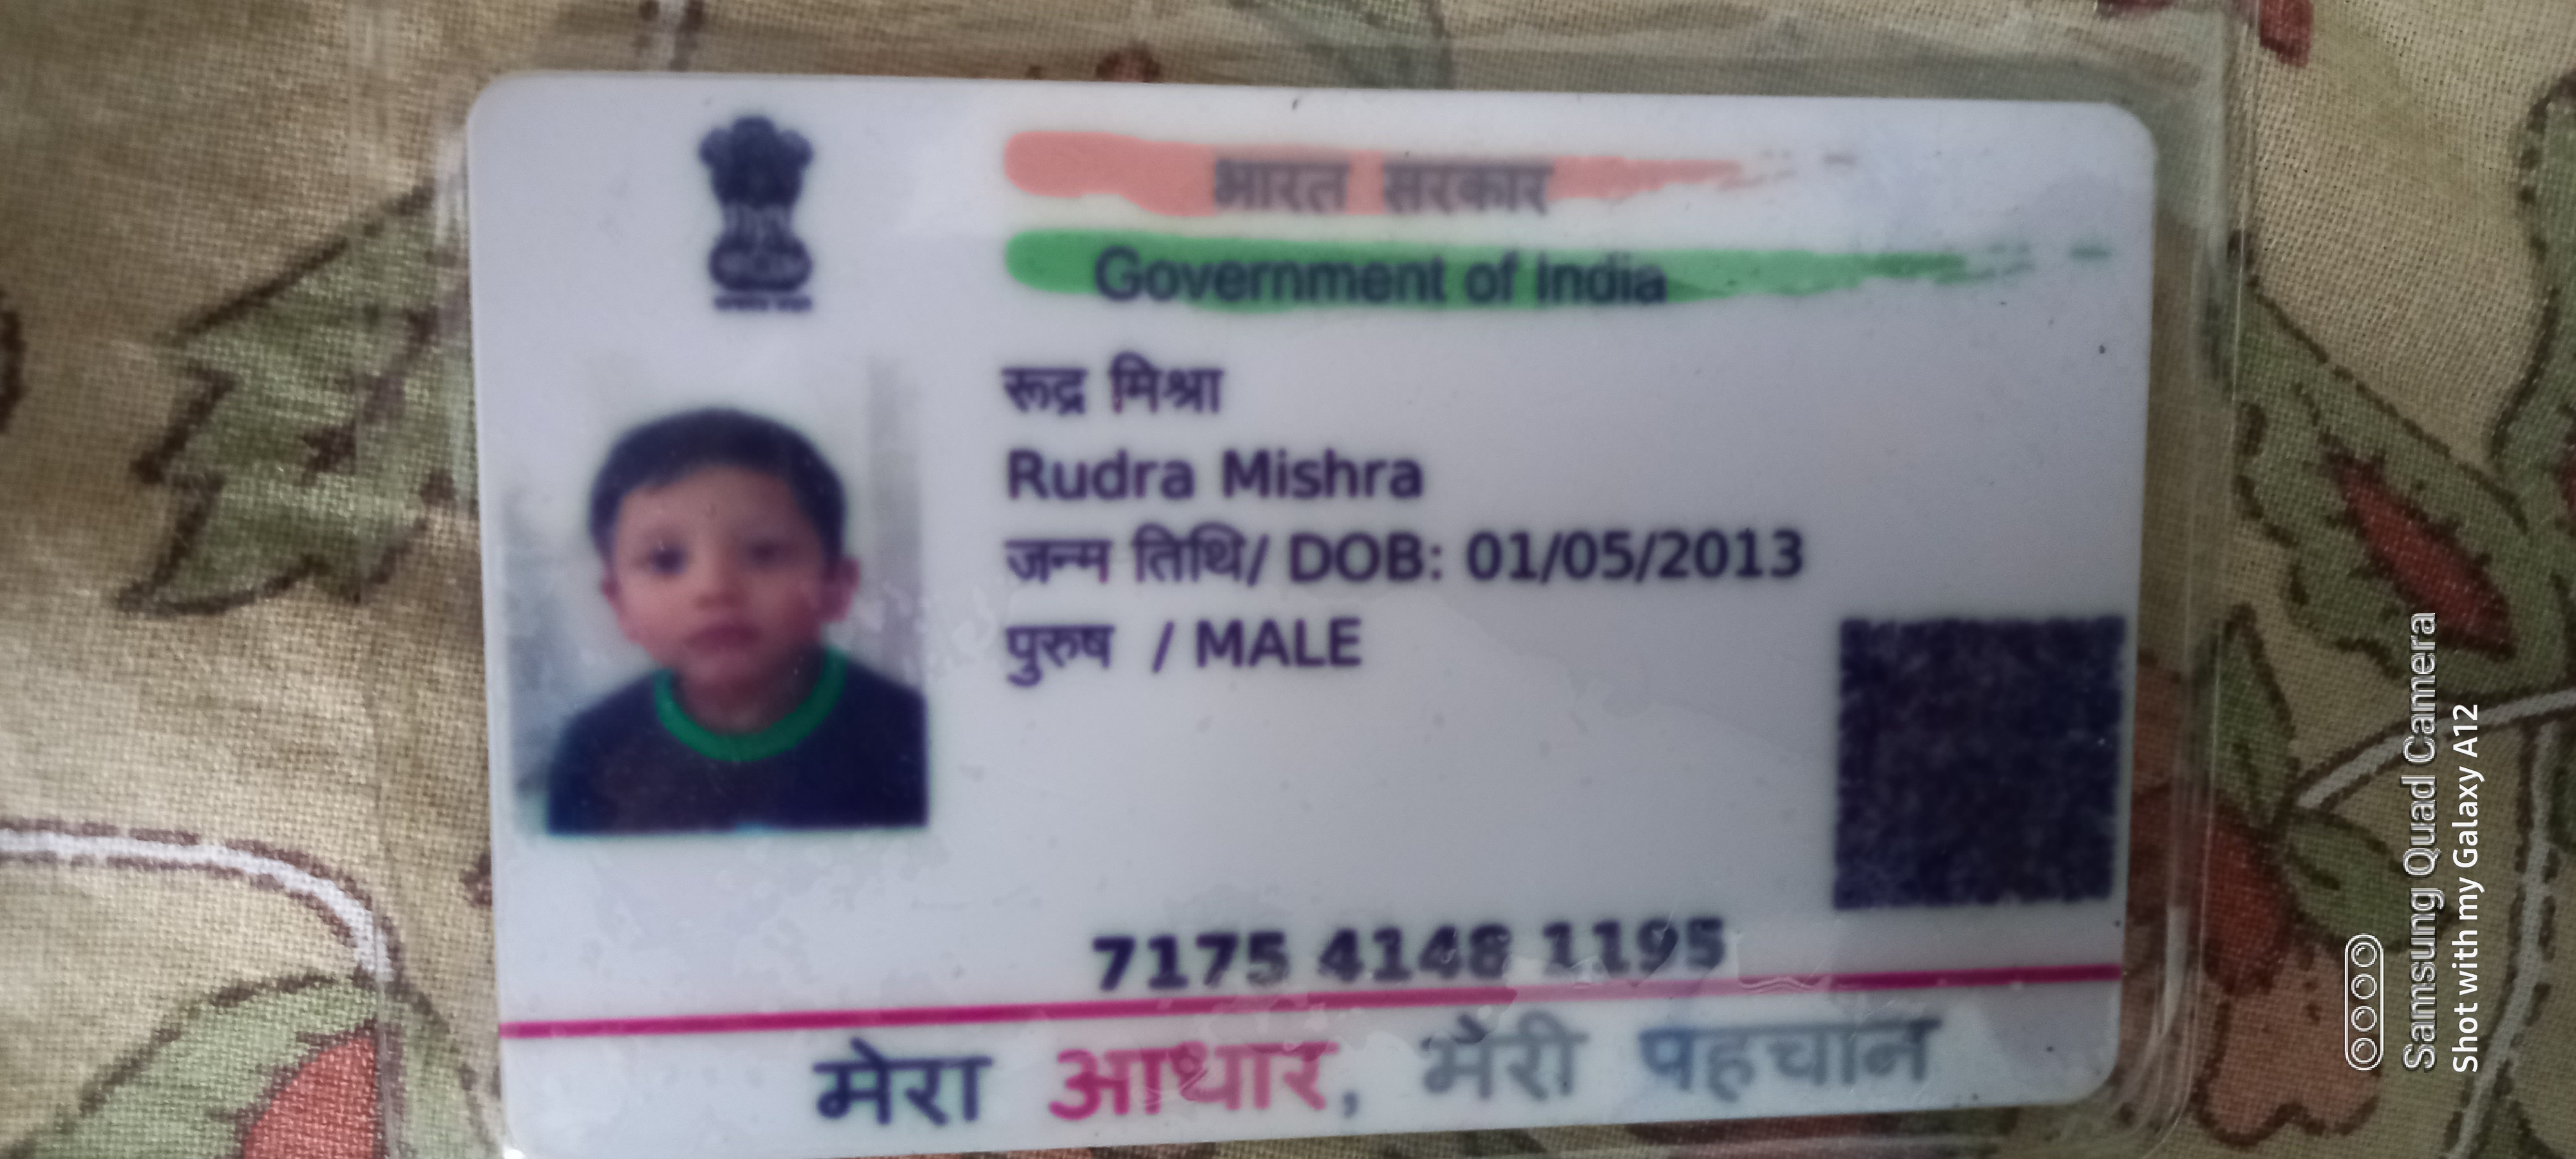 भारत सरकार
Government of India
रूद्र मिश्रा
Rudra Mishra
जन्म तिथि/ DOB: 01/05/2013
पुरुष / MALE
7175 4148 1195
मेरा आधार, मेरी पहचान
Samsung Quad Camera
Shot with my Galaxy A12